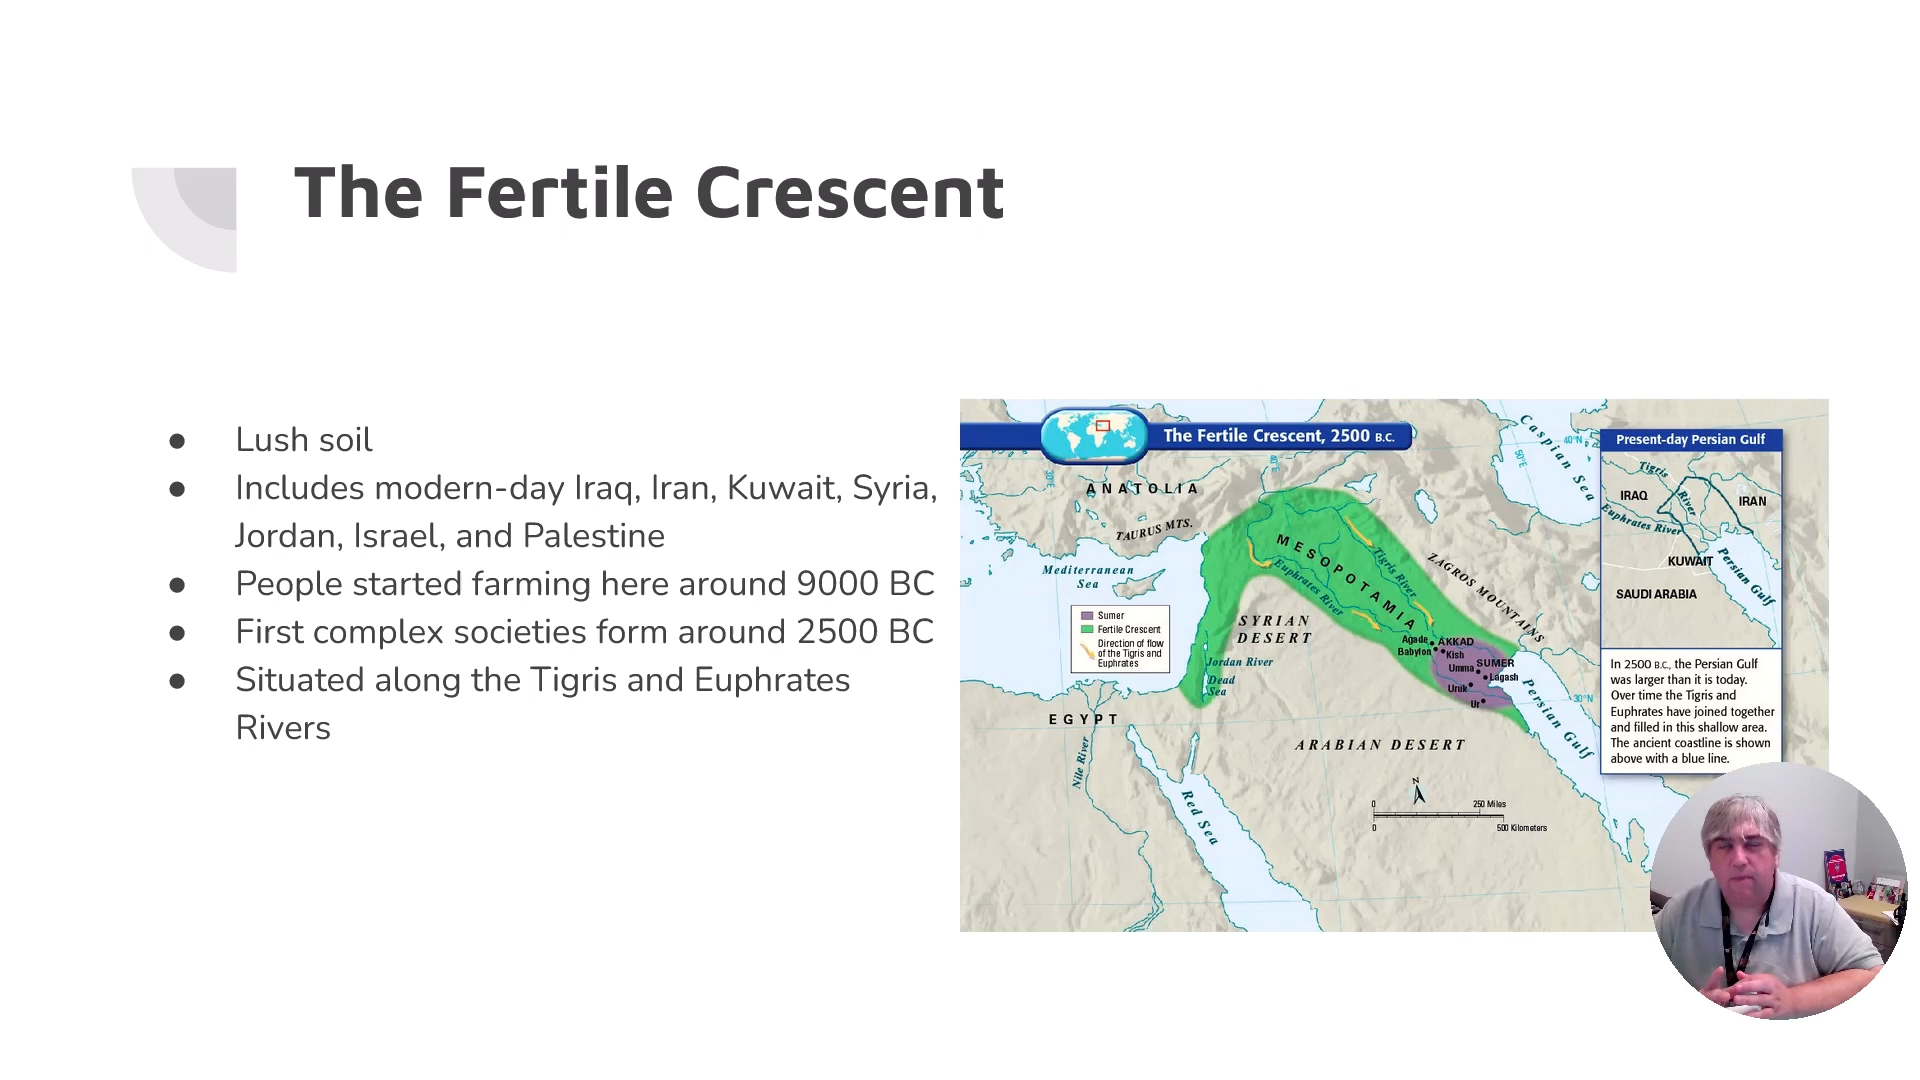 The Fertile Crescent
● Lush soil
● Includes modern-day Iraq, Iran, Kuwait, Syria,
Jordan, Israel, and Palestine
● People started farming here around 9000 BC
● First complex societies form around 2500 BC
● Situated along the Tigris and Euphrates
Rivers
The Fertile Crescent, 2500 B.C.
ANATOLIA
TAURUS MTS.
Mediterranean
Sea
Caspian Sea
40°N
50°E
40°E
30°E
MESOPOTAMIA
Tigris River
Euphrates River
ZAGROS MOUNTAINS
SYRIAN
DESERT
Sumer
Fertile Crescent
Direction of flow
of the Tigris and
Euphrates
Agade
AKKAD
Babylon
Kish
Umma
SUMER
Lagash
Uruk
Ur
Jordan River
Dead
Sea
30°N
EGYPT
Nile River
Red Sea
ARABIAN DESERT
Persian Gulf
N
0 250 Miles
0 500 Kilometers
Present-day Persian Gulf
Tigris River
IRAQ
IRAN
Euphrates River
KUWAIT
Persian Gulf
SAUDI ARABIA
In 2500 B.C., the Persian Gulf
was larger than it is today.
Over time the Tigris and
Euphrates have joined together
and filled in this shallow area.
The ancient coastline is shown
above with a blue line.